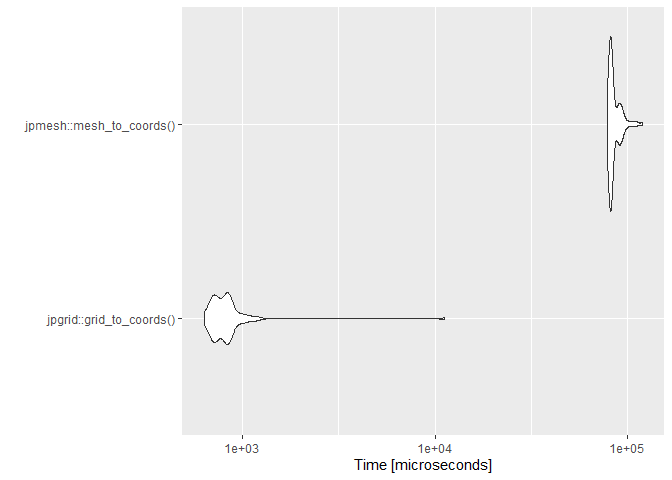 jpmesh::mesh_to_coords()
jpgrid::grid_to_coords()
1e+03 1e+04 1e+05
Time [microseconds]